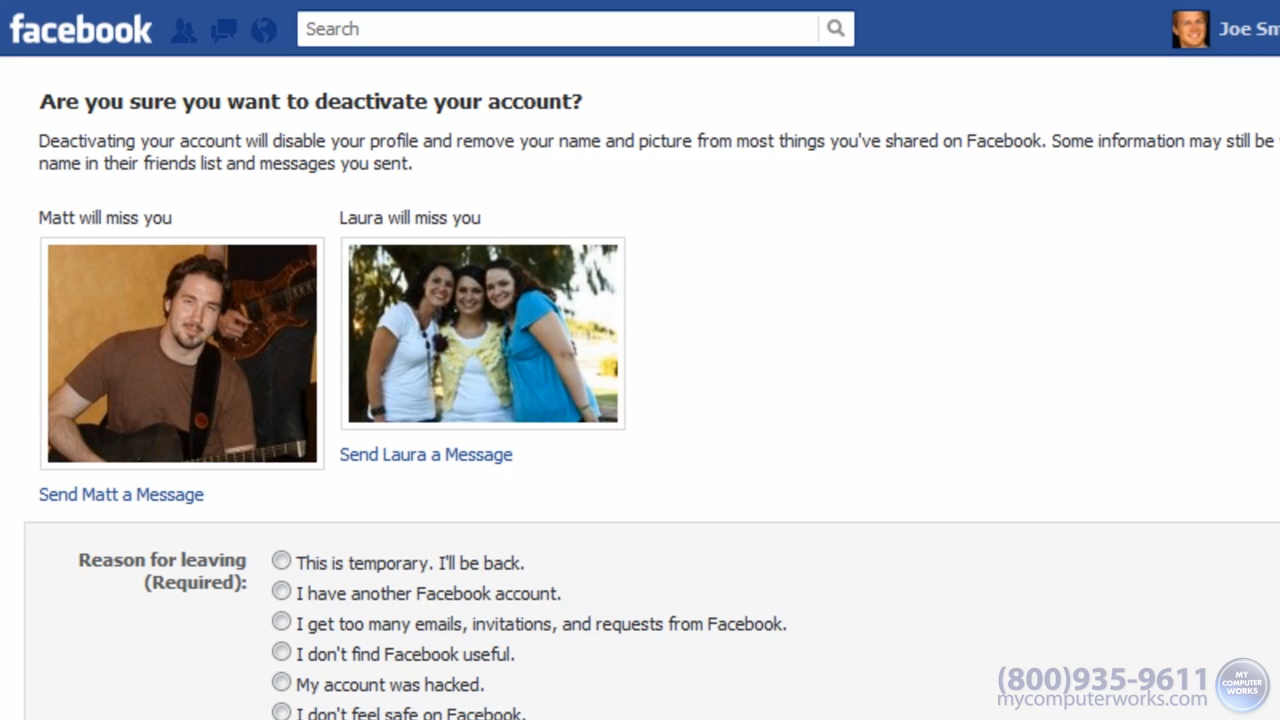 facebook
Search
Joe Sm
Are you sure you want to deactivate your account?
Deactivating your account will disable your profile and remove your name and picture from most things you've shared on Facebook. Some information may still be
name in their friends list and messages you sent.
Matt will miss you
Laura will miss you
Send Laura a Message
Send Matt a Message
Reason for leaving
(Required):
This is temporary. I'll be back.
I have another Facebook account.
I get too many emails, invitations, and requests from Facebook.
I don't find Facebook useful.
My account was hacked.
I don't feel safe on Facebook.
(800)935-9611
mycomputerworks.com
MY
COMPUTER
WORKS